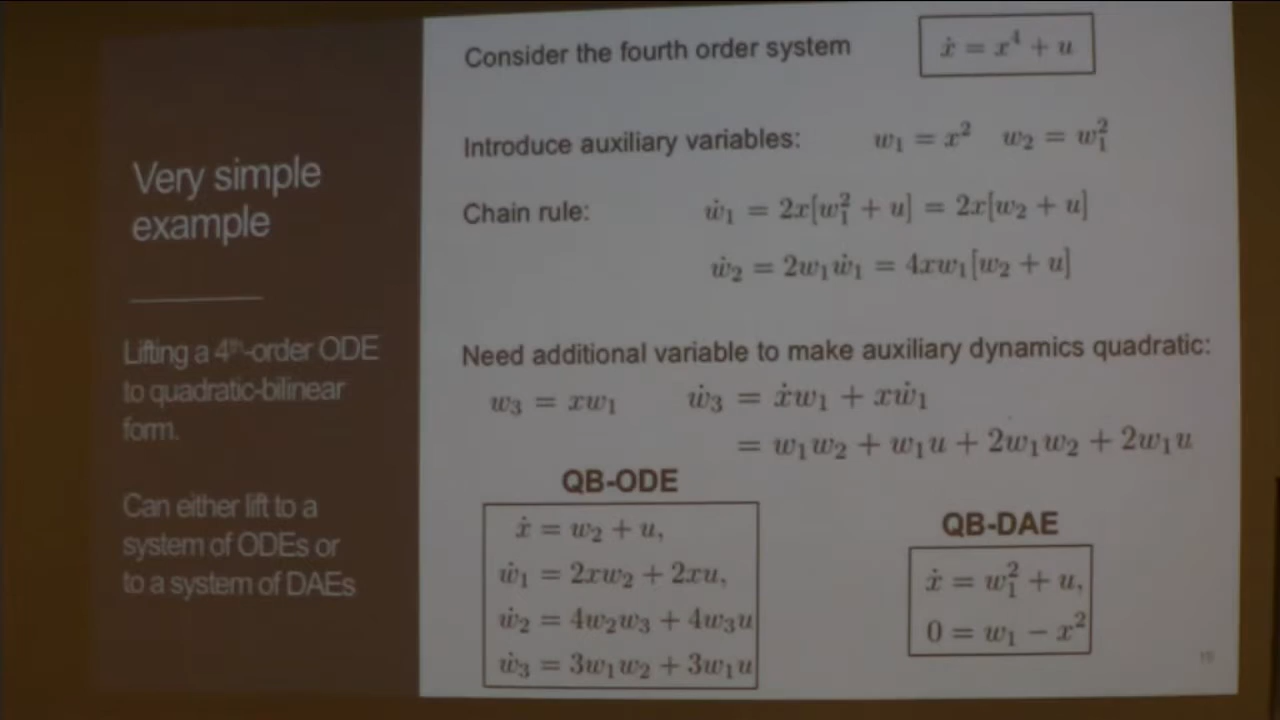 Very simple
example
Lifting a 4th-order ODE
to quadratic-bilinear
form.
Can either lift to a
system of ODEs or
to a system of DAEs
Consider the fourth order system ẋ = x⁴ + u
Introduce auxiliary variables: w₁ = x² w₂ = w₁²
Chain rule: ẇ₁ = 2x[w₁² + u] = 2x[w₂ + u]
ẇ₂ = 2w₁ẇ₁ = 4xw₁[w₂ + u]
Need additional variable to make auxiliary dynamics quadratic:
w₃ = xw₁ ẇ₃ = ẋw₁ + xẇ₁
= w₁w₂ + w₁u + 2w₁w₂ + 2w₁u
QB-ODE
ẋ = w₂ + u,
ẇ₁ = 2xw₂ + 2xu,
ẇ₂ = 4w₂w₃ + 4w₃u
ẇ₃ = 3w₁w₂ + 3w₁u
QB-DAE
ẋ = w₁² + u,
0 = w₁ − x²